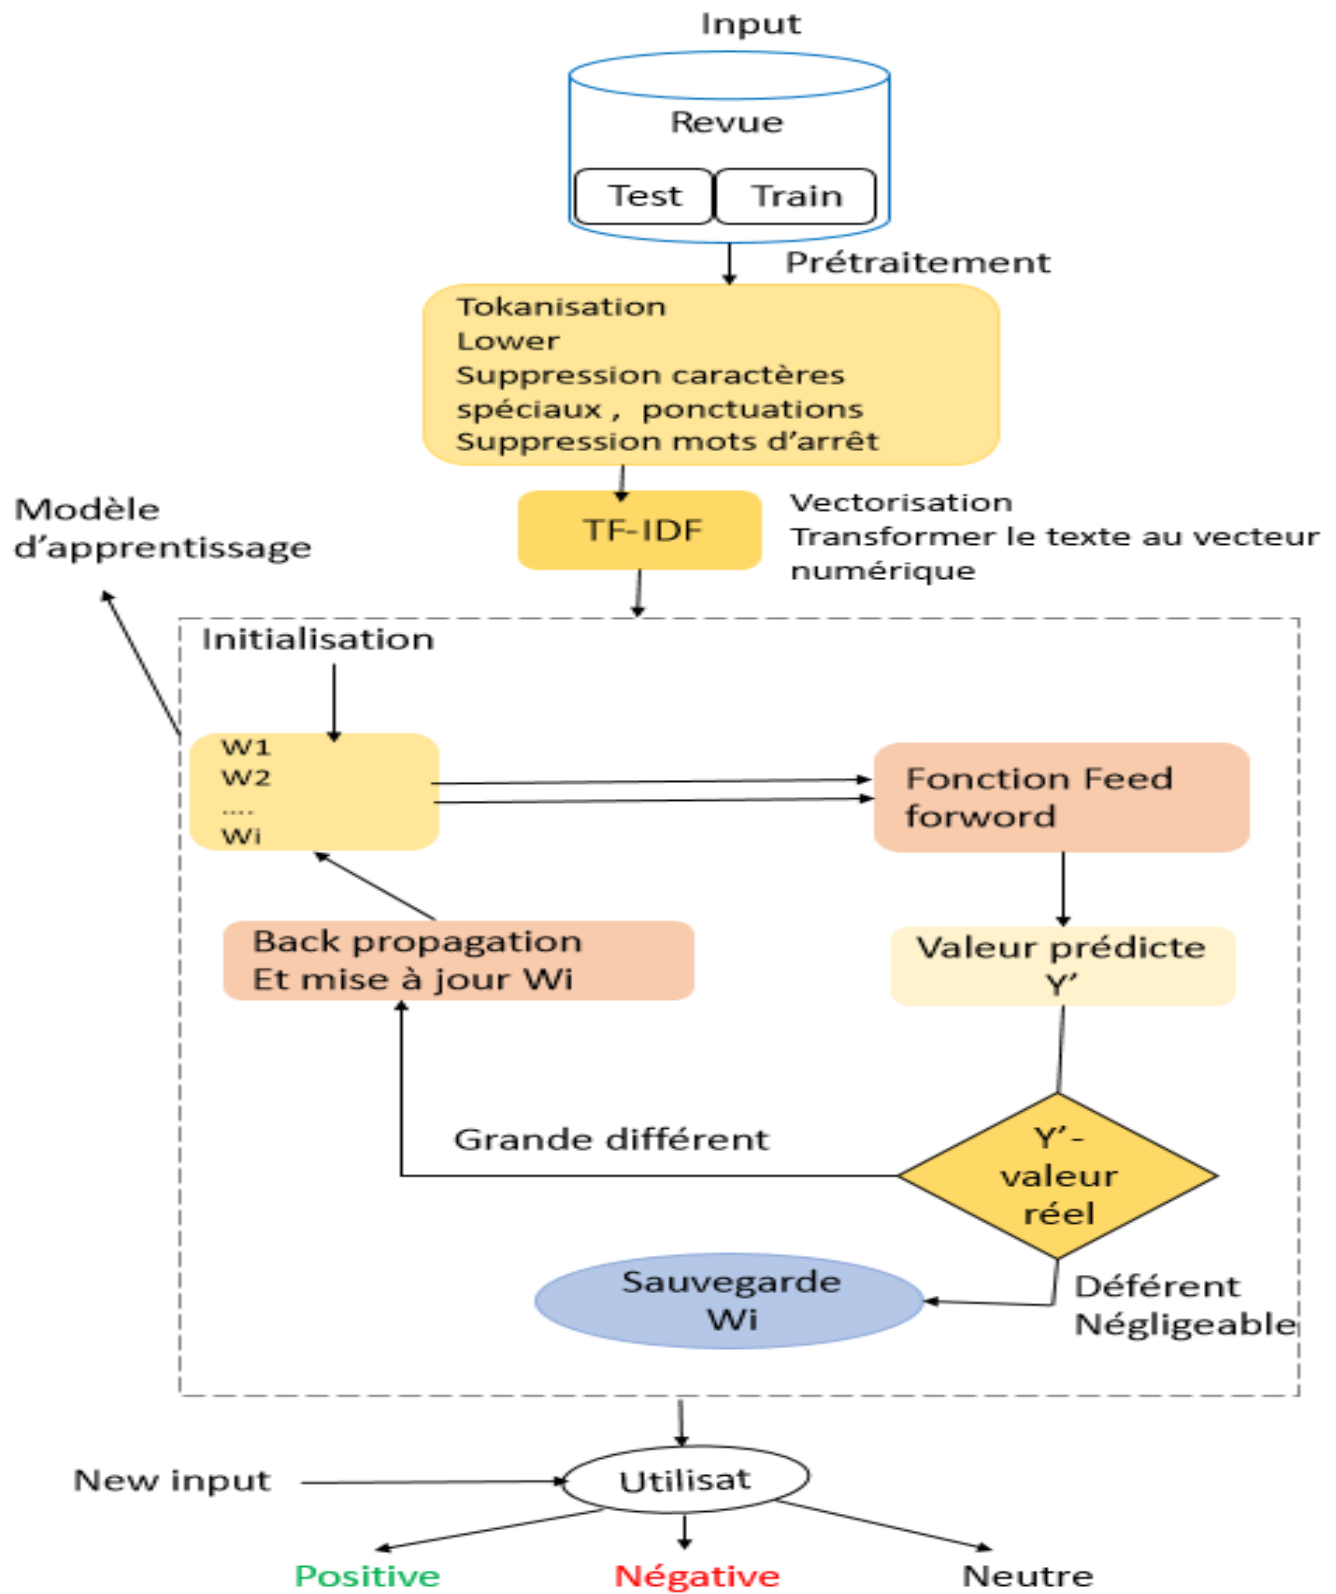 Input
Revue
Test
Train
Prétraitement
Tokanisation
Lower
Suppression caractères
spéciaux , ponctuations
Suppression mots d'arrêt
TF-IDF
Vectorisation
Transformer le texte au vecteur
numérique
Modèle
d'apprentissage
Initialisation
W1
W2
....
Wi
Fonction Feed
forword
Back propagation
Et mise à jour Wi
Valeur prédicte
Y'
Grande différent
Y'-
valeur
réel
Sauvegarde
Wi
Déférent
Négligeable
New input
Utilisat
Positive
Négative
Neutre